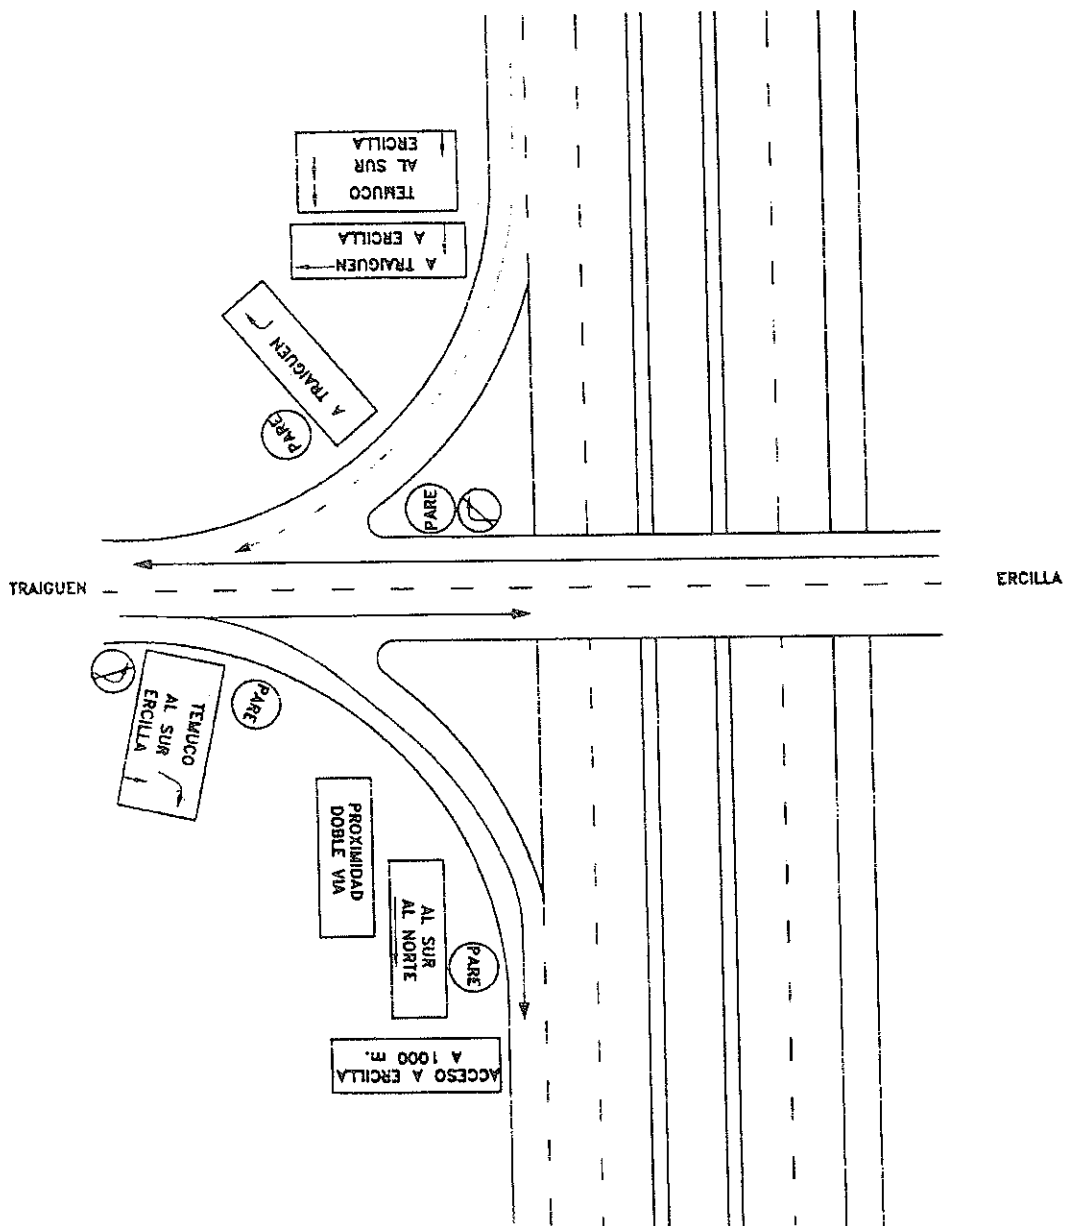 TEMUCO
AL SUR
ERCILLA
A TRAIGUEN
A ERCILLA
A TRAIGUEN
PARE
PARE
TRAIGUEN
ERCILLA
TEMUCO
AL SUR
ERCILLA
PARE
PROXIMIDAD
DOBLE VIA
AL SUR
AL NORTE
PARE
ACCESO A ERCILLA
A 1000 m.